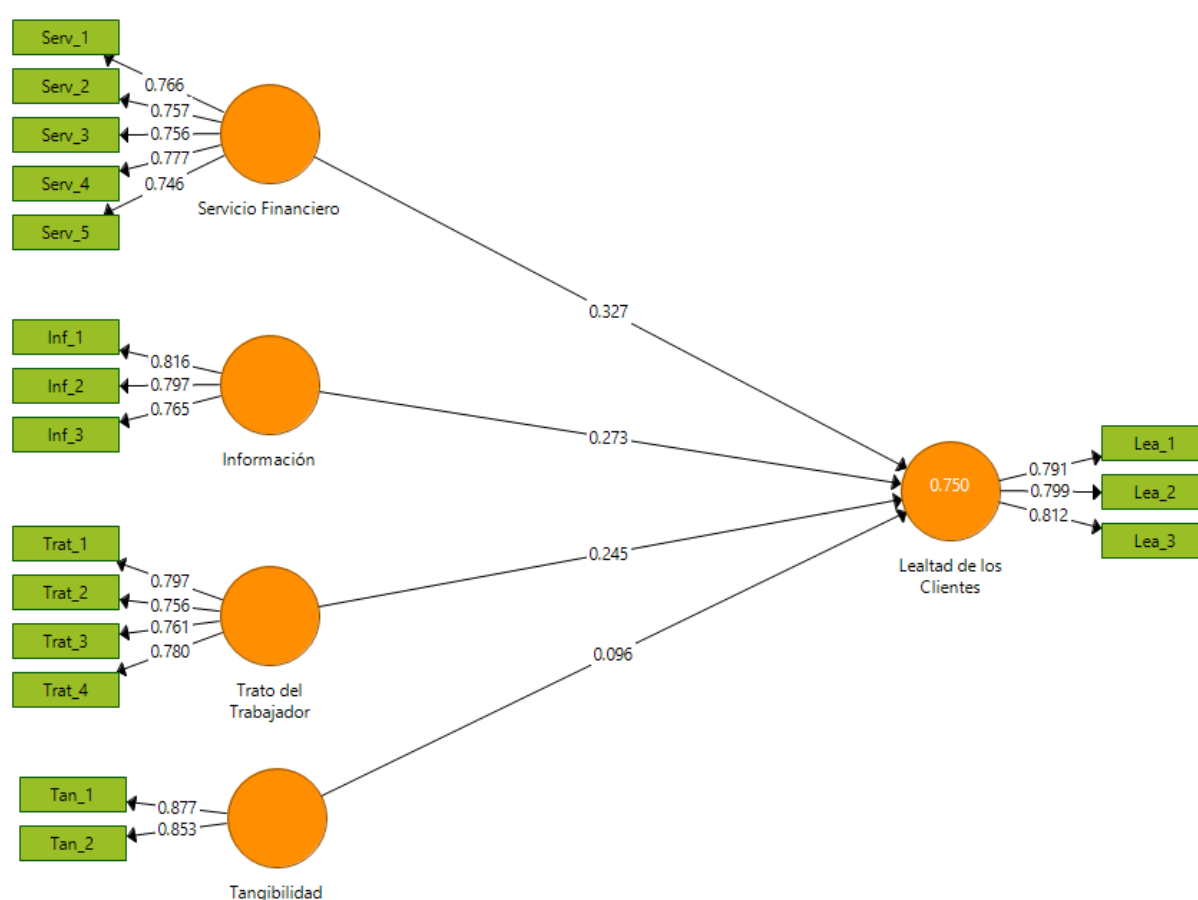 Serv_1
Serv_2
Serv_3
Serv_4
Serv_5
0.766
0.757
0.756
0.777
0.746
Servicio Financiero
0.327
Inf_1
Inf_2
Inf_3
0.816
0.797
0.765
Información
0.273
Trat_1
Trat_2
Trat_3
Trat_4
0.797
0.756
0.761
0.780
Trato del
Trabajador
0.245
Tan_1
Tan_2
0.877
0.853
Tangibilidad
0.096
0.750
Lealtad de los
Clientes
0.791
0.799
0.812
Lea_1
Lea_2
Lea_3